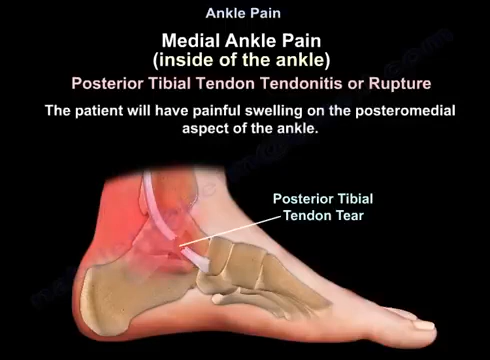 Ankle Pain
Medial Ankle Pain
(inside of the ankle)
Posterior Tibial Tendon Tendonitis or Rupture
The patient will have painful swelling on the posteromedial
aspect of the ankle.
Posterior Tibial
Tendon Tear